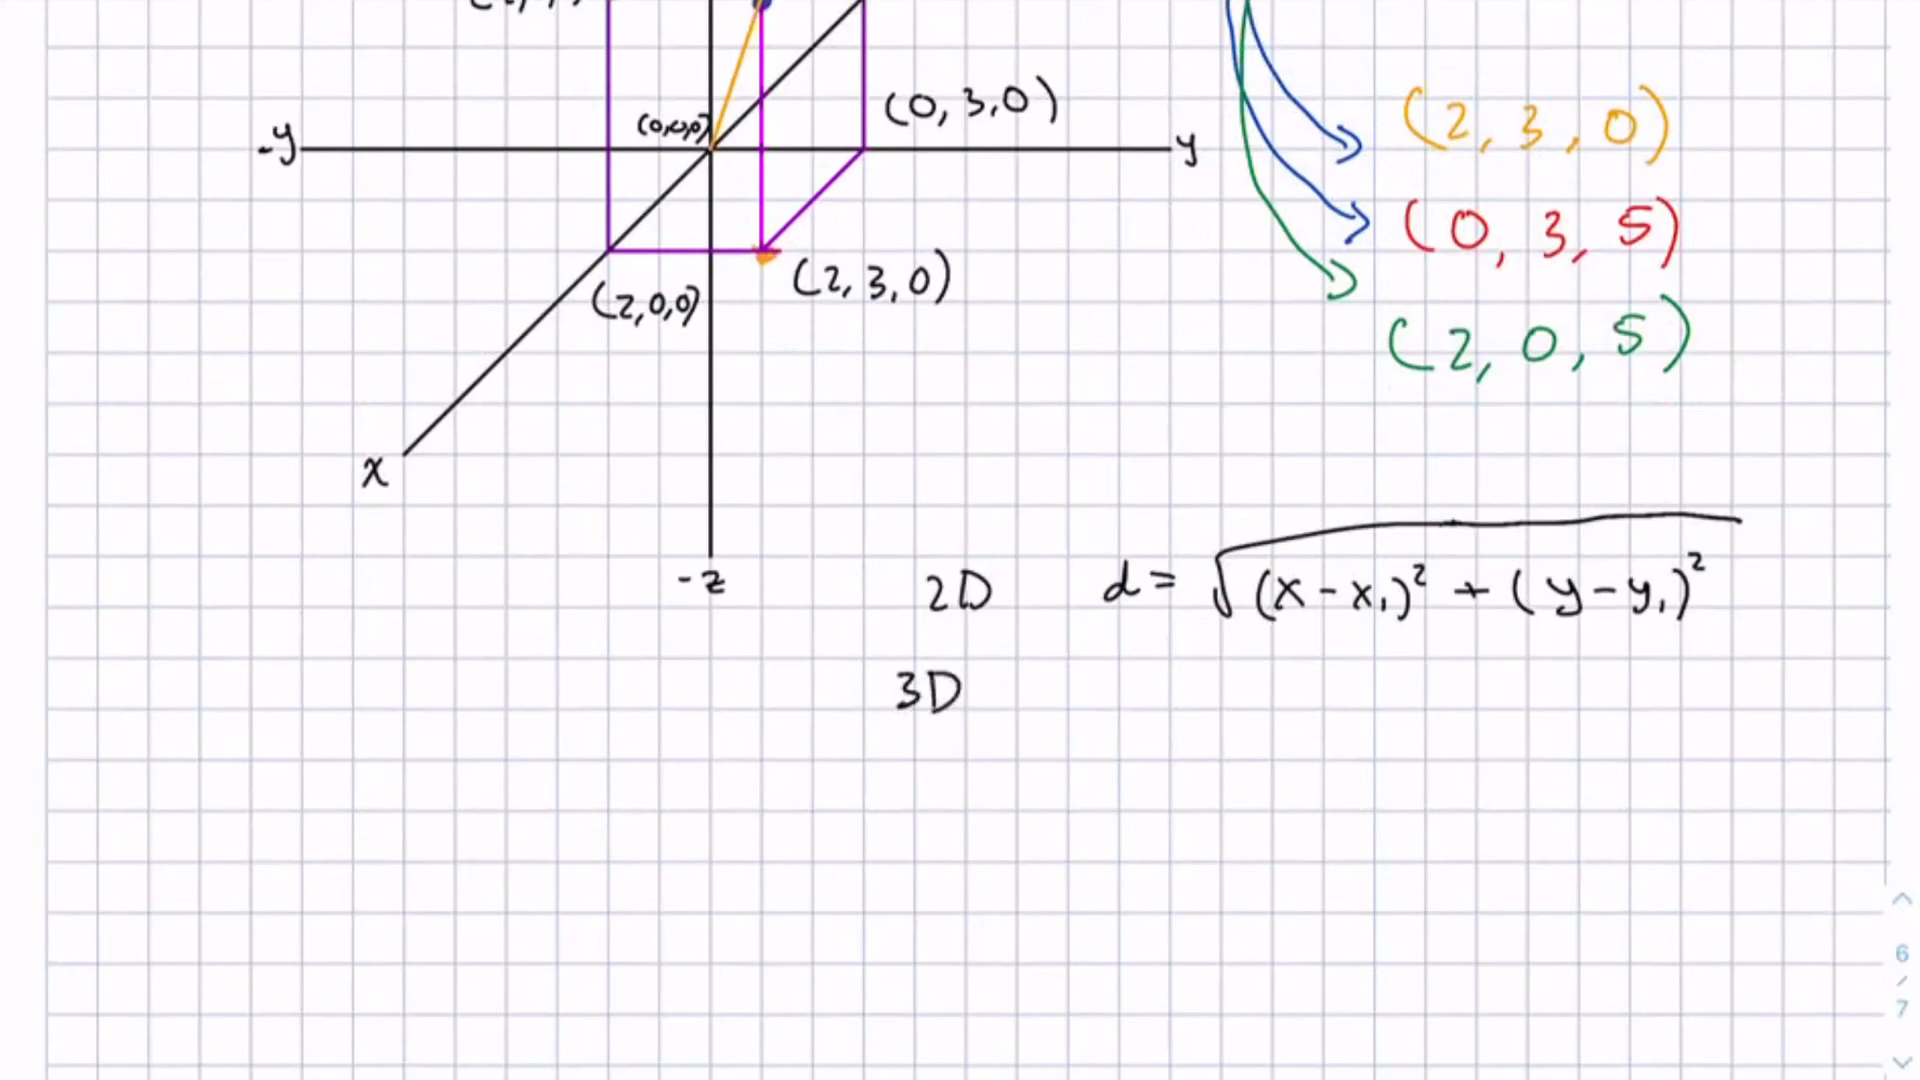 (0,0,0)
(0, 3, 0)
-y
y
(2, 3, 0)
(2, 0, 0)
x
-z
(2, 3, 0)
(0, 3, 5)
(2, 0, 5)
2D d = √(x - x₁)² + (y - y₁)²
3D
6
/
7